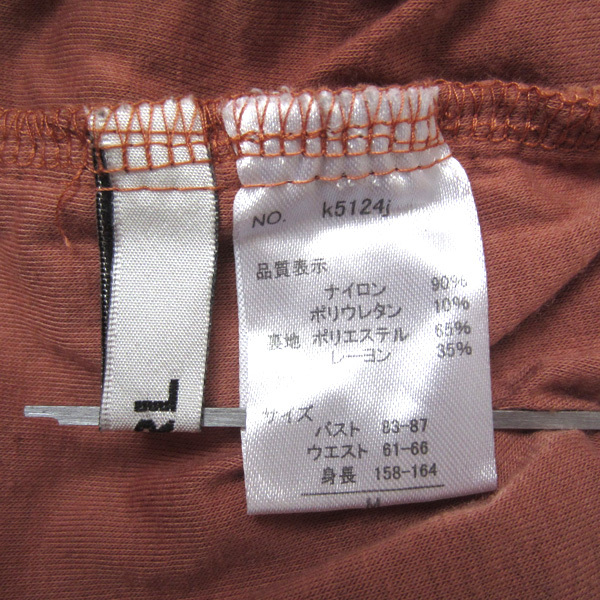 NO. k5124j
品質表示
ナイロン 90%
ポリウレタン 10%
裏地 ポリエステル 65%
レーヨン 35%
サイズ
バスト 83-87
ウエスト 61-66
身長 158-164
M